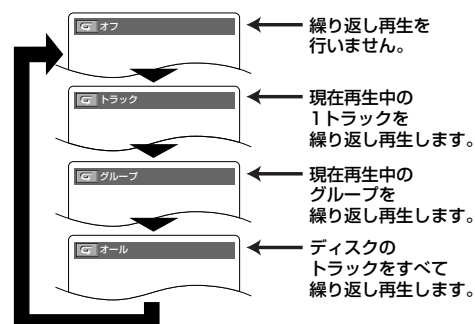 オフ
繰り返し再生を
行いません。
トラック
現在再生中の
1トラックを
繰り返し再生します。
グループ
現在再生中の
グループを
繰り返し再生します。
オール
ディスクの
トラックをすべて
繰り返し再生します。